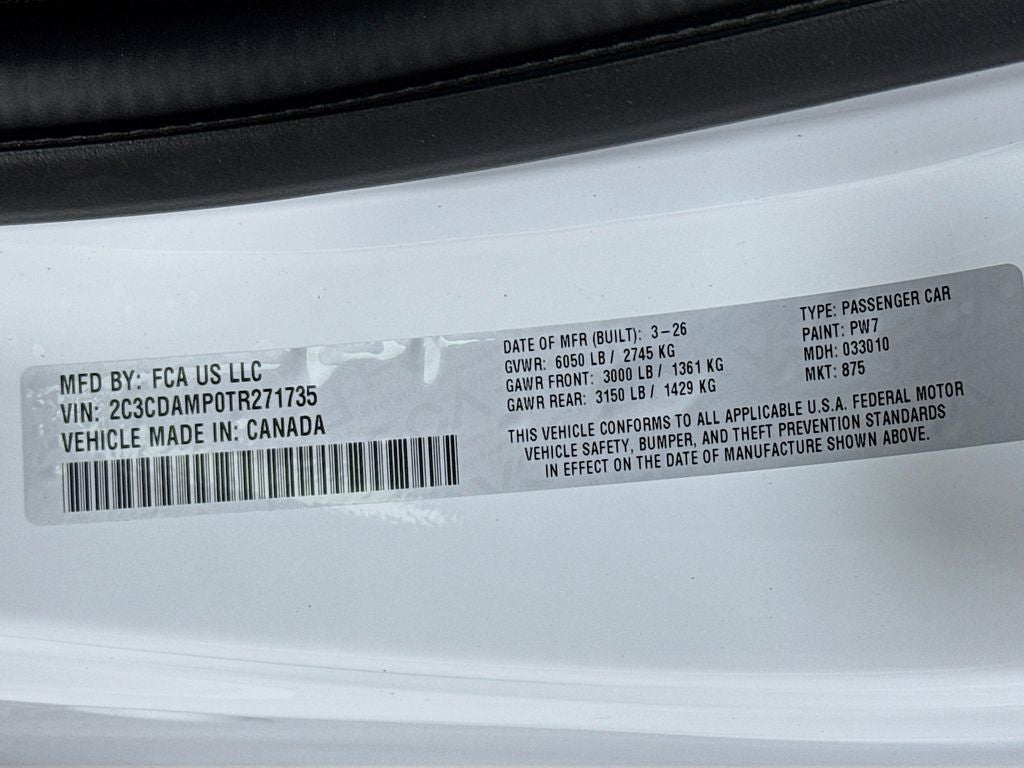 MFD BY: FCA US LLC
VIN: 2C3CDAMP0TR271735
VEHICLE MADE IN: CANADA
DATE OF MFR (BUILT): 3-26
GVWR: 6050 LB / 2745 KG
GAWR FRONT: 3000 LB / 1361 KG
GAWR REAR: 3150 LB / 1429 KG
TYPE: PASSENGER CAR
PAINT: PW7
MDH: 033010
MKT: 875
THIS VEHICLE CONFORMS TO ALL APPLICABLE U.S.A. FEDERAL MOTOR
VEHICLE SAFETY, BUMPER, AND THEFT PREVENTION STANDARDS
IN EFFECT ON THE DATE OF MANUFACTURE SHOWN ABOVE.